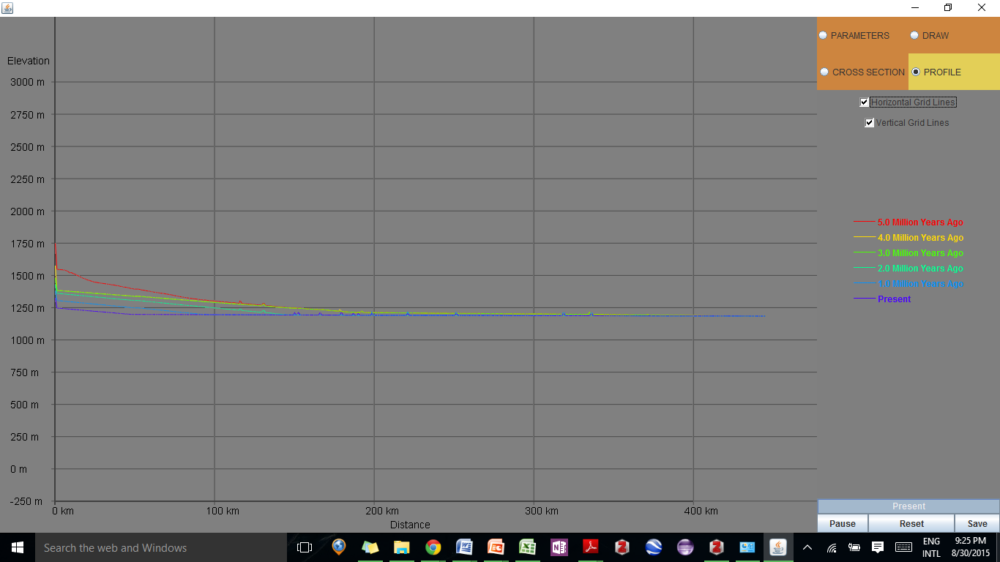 PARAMETERS
DRAW
CROSS SECTION
PROFILE
Horizontal Grid Lines
Vertical Grid Lines
Elevation
3000 m
2750 m
2500 m
2250 m
2000 m
1750 m
1500 m
1250 m
1000 m
750 m
500 m
250 m
0 m
-250 m
0 km
100 km
200 km
300 km
400 km
Distance
5.0 Million Years Ago
4.0 Million Years Ago
3.0 Million Years Ago
2.0 Million Years Ago
1.0 Million Years Ago
Present
Present
Pause
Reset
Save
Search the web and Windows
ENG
INTL
9:25 PM
8/30/2015